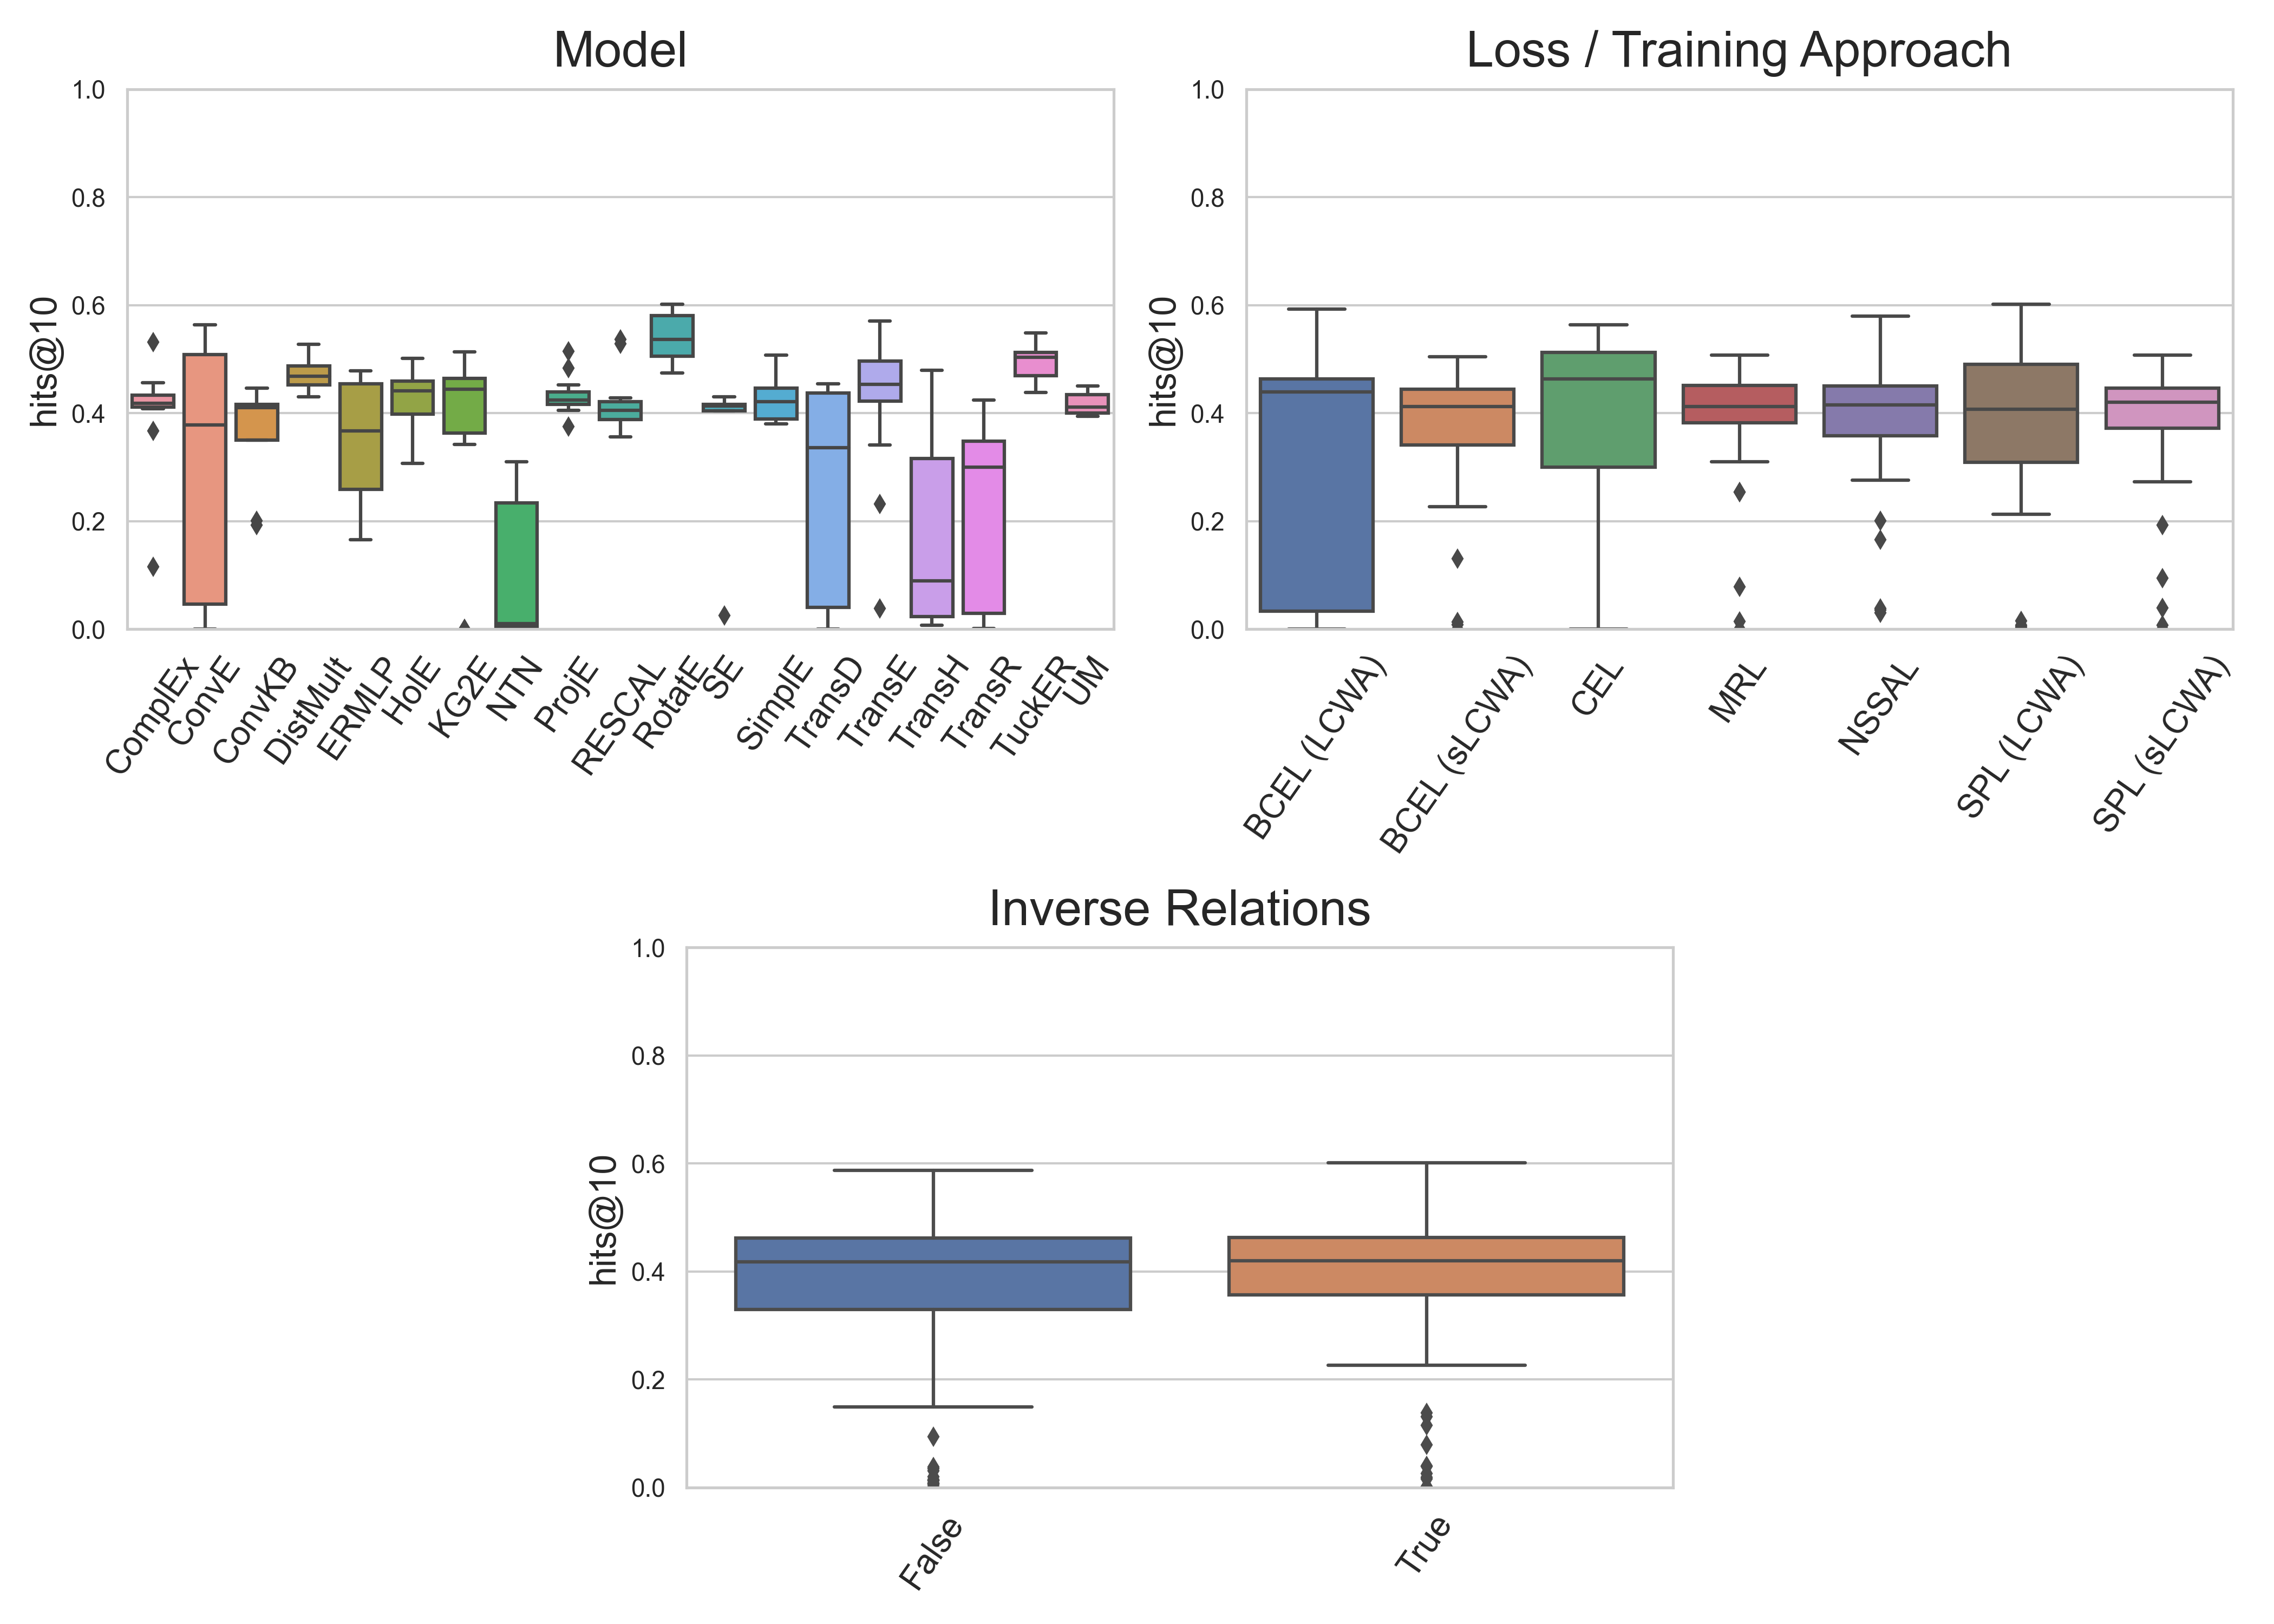 Model
1.0
0.8
0.6
0.4
0.2
0.0
hits@10
ComplEx
ConvE
ConvKB
DistMult
ERMLP
HolE
KG2E
NTN
ProjE
RESCAL
RotatE
SE
SimplE
TransD
TransE
TransH
TransR
TuckER
UM
Loss / Training Approach
1.0
0.8
0.6
0.4
0.2
0.0
hits@10
BCEL (LCWA)
BCEL (sLCWA)
CEL
MRL
NSSAL
SPL (LCWA)
SPL (sLCWA)
Inverse Relations
1.0
0.8
0.6
0.4
0.2
0.0
hits@10
False
True